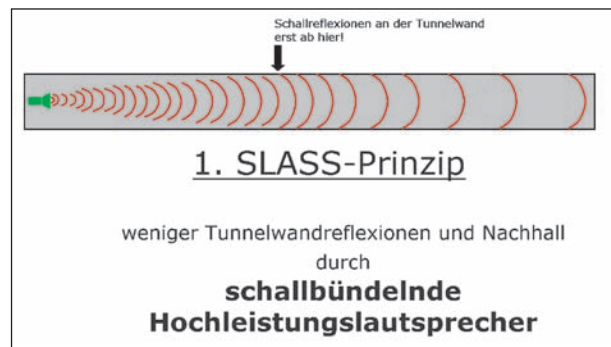 Schallreflexionen an der Tunnelwand
erst ab hier!
1. SLASS-Prinzip
weniger Tunnelwandreflexionen und Nachhall
durch
schallbündelnde
Hochleistungslautsprecher